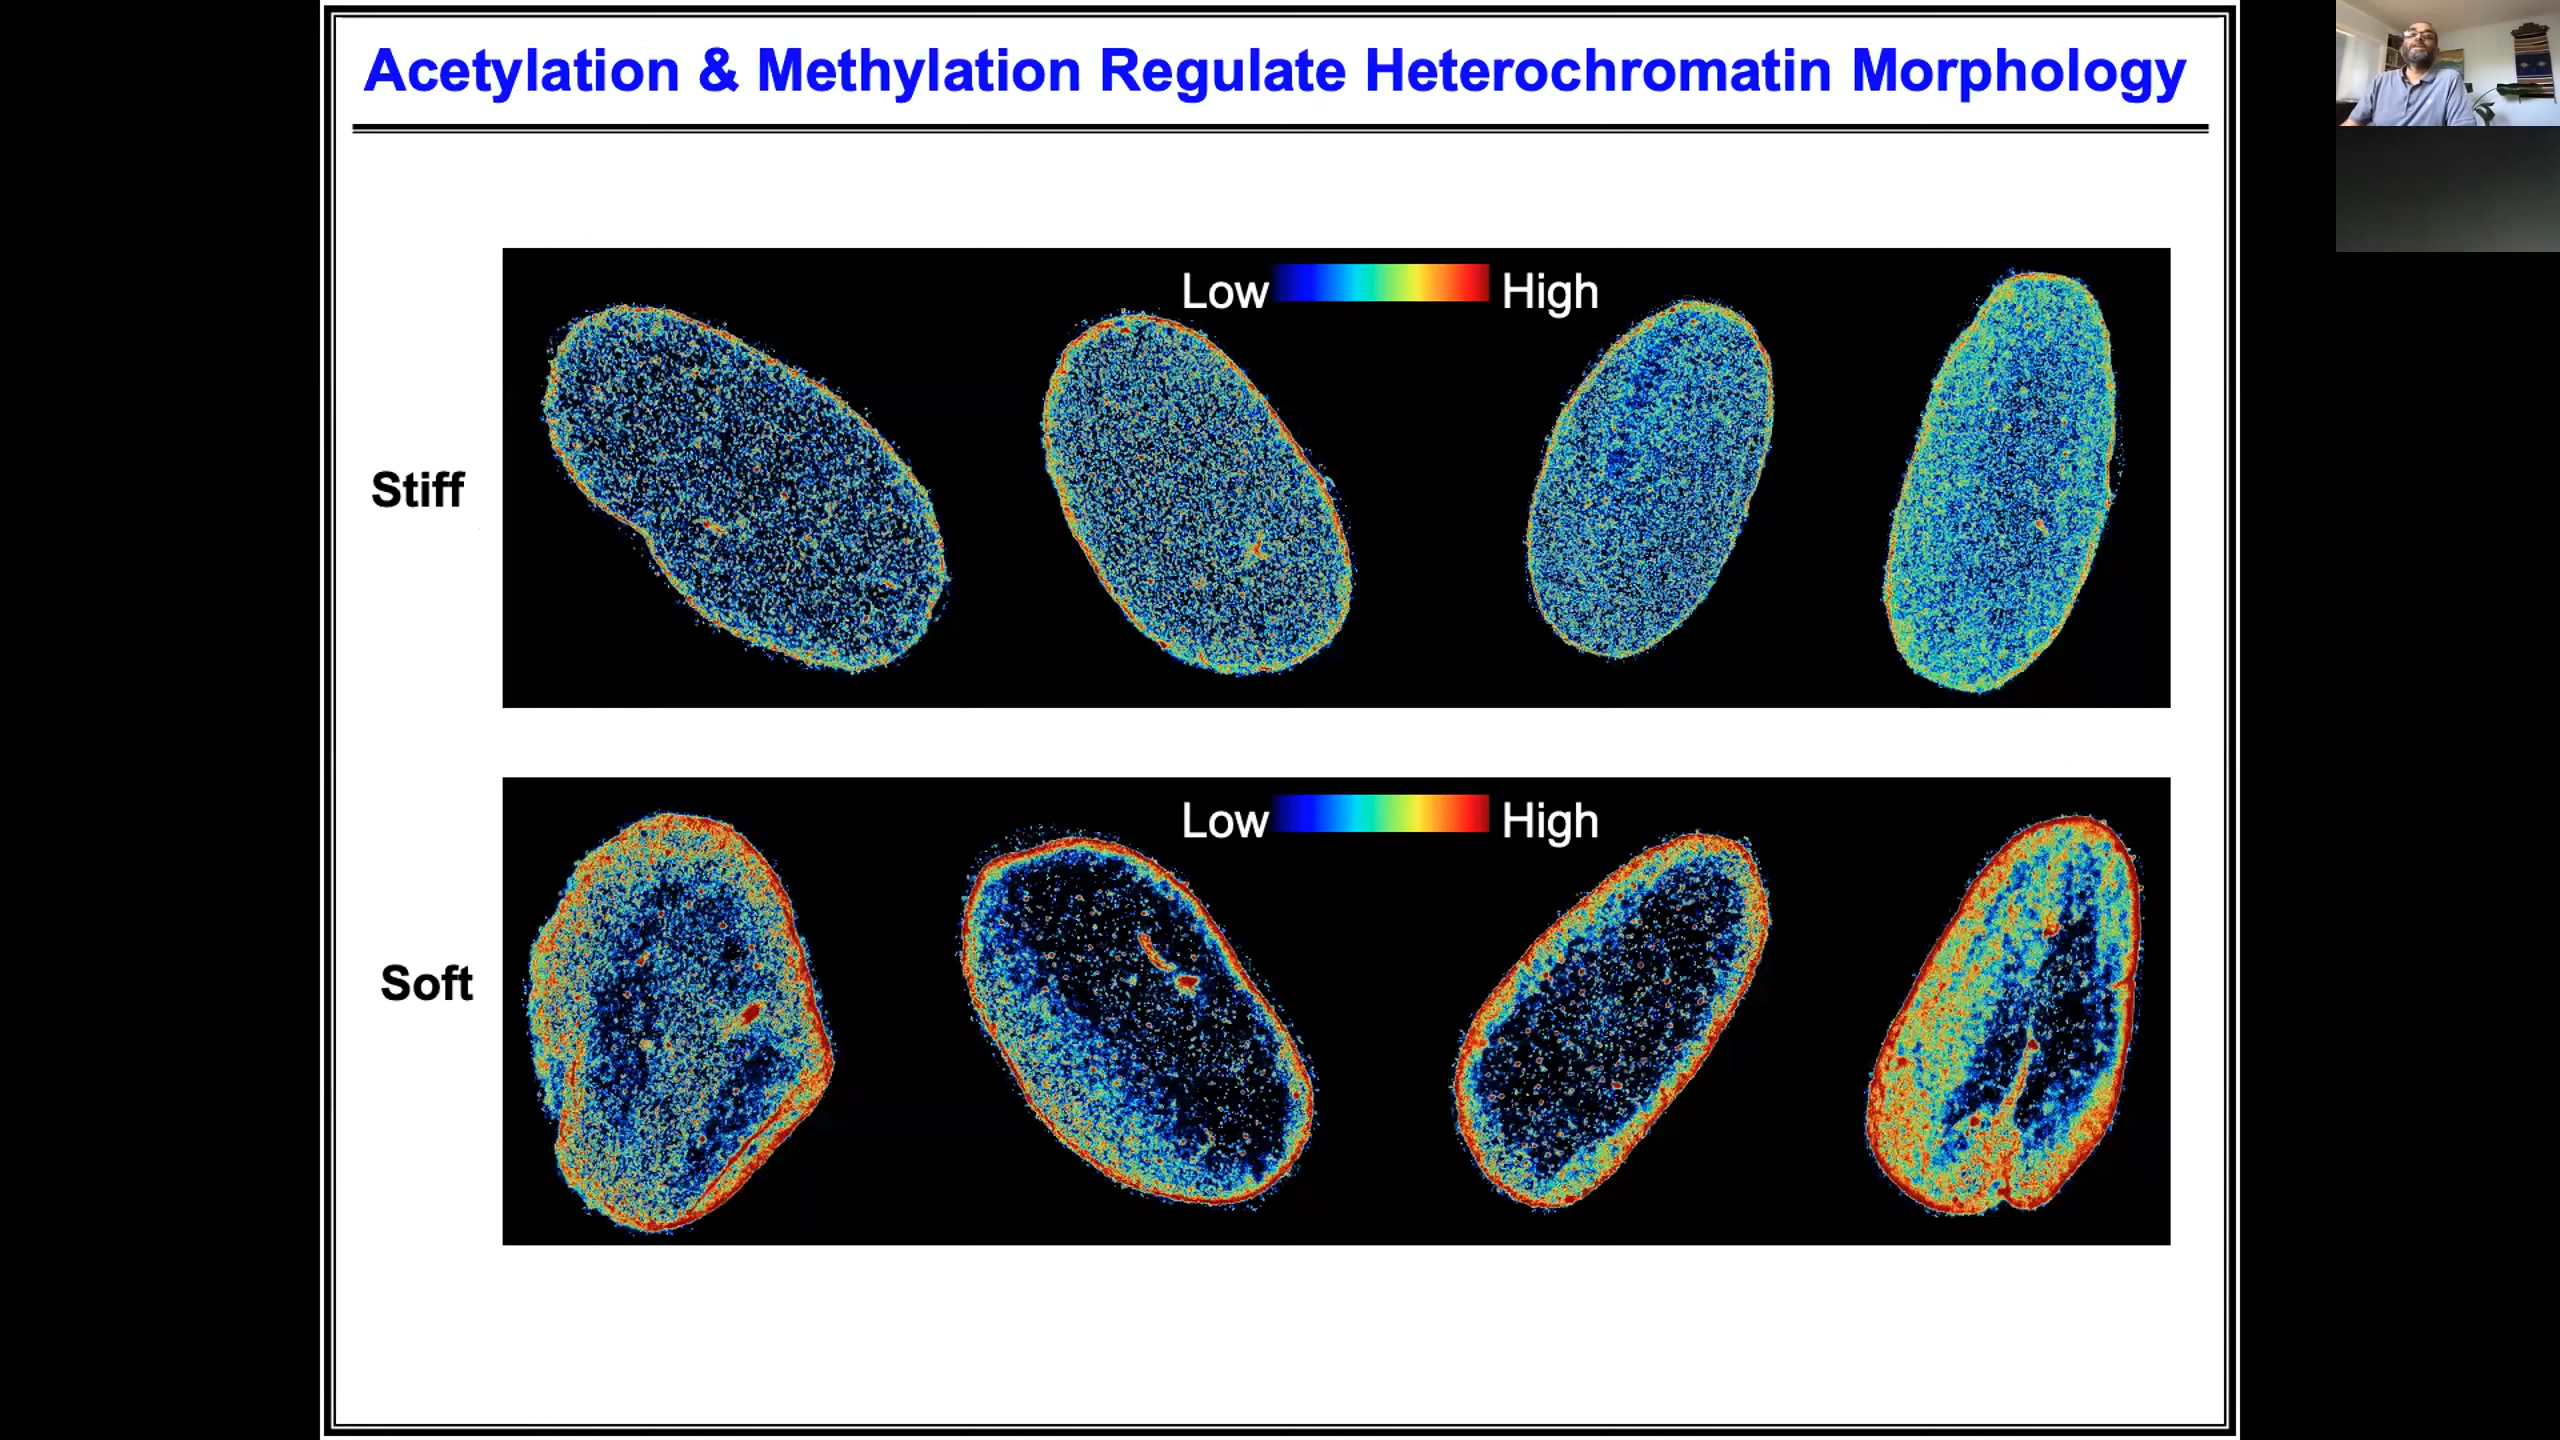 Acetylation & Methylation Regulate Heterochromatin Morphology
Low High
Stiff
Low High
Soft